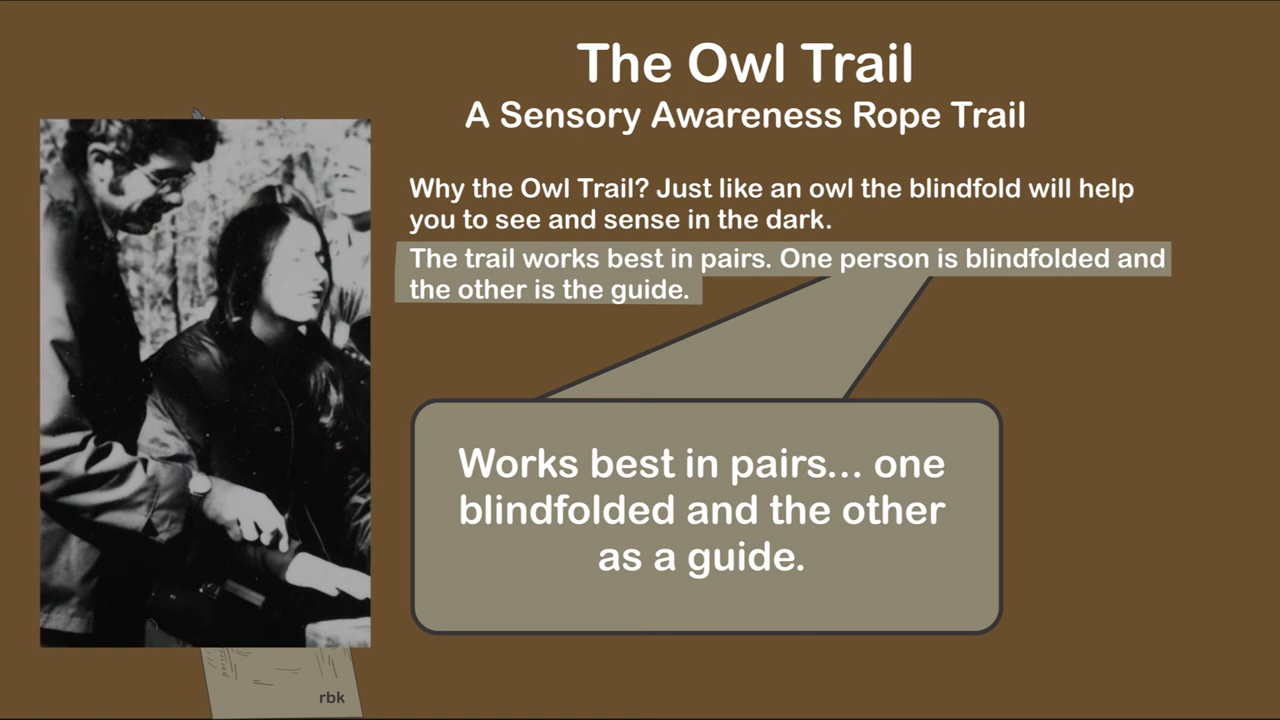 The Owl Trail
A Sensory Awareness Rope Trail
Why the Owl Trail? Just like an owl the blindfold will help
you to see and sense in the dark.
The trail works best in pairs. One person is blindfolded and
the other is the guide.
Works best in pairs... one
blindfolded and the other
as a guide.
rbk